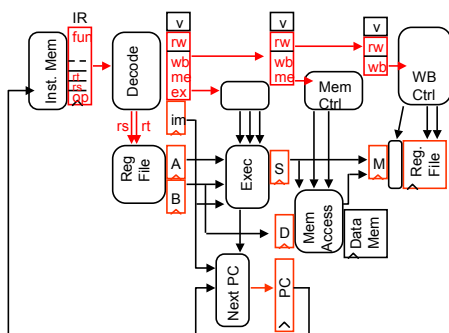 IR
v
v
v
Inst. Mem
fun
rt
rs
op
Decode
rw
wb
me
ex
im
rw
wb
me
rw
wb
WB
Ctrl
Mem
Ctrl
rs
rt
Reg
File
A
B
Exec
S
D
Mem
Access
M
Reg.
File
Data
Mem
Next PC
PC